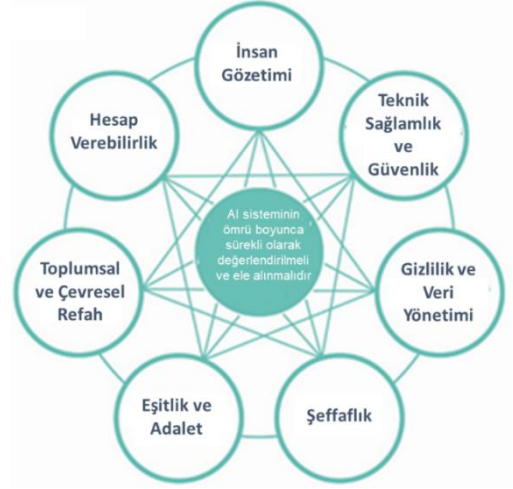 İnsan
Gözetimi
Teknik
Sağlamlık
ve
Güvenlik
Gizlilik ve
Veri
Yönetimi
Şeffaflık
Eşitlik ve
Adalet
Toplumsal
ve Çevresel
Refah
Hesap
Verebilirlik
AI sisteminin
ömrü boyunca
sürekli olarak
değerlendirilmeli
ve ele alınmalıdır